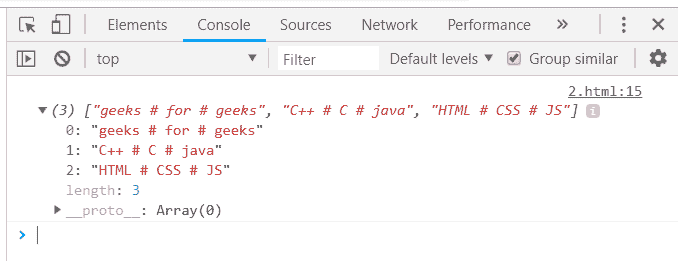 Elements Console Sources Network Performance »
top Filter Default levels Group similar
2.html:15
(3) ["geeks # for # geeks", "C++ # C # java", "HTML # CSS # JS"] i
0: "geeks # for # geeks"
1: "C++ # C # java"
2: "HTML # CSS # JS"
length: 3
__proto__: Array(0)
>